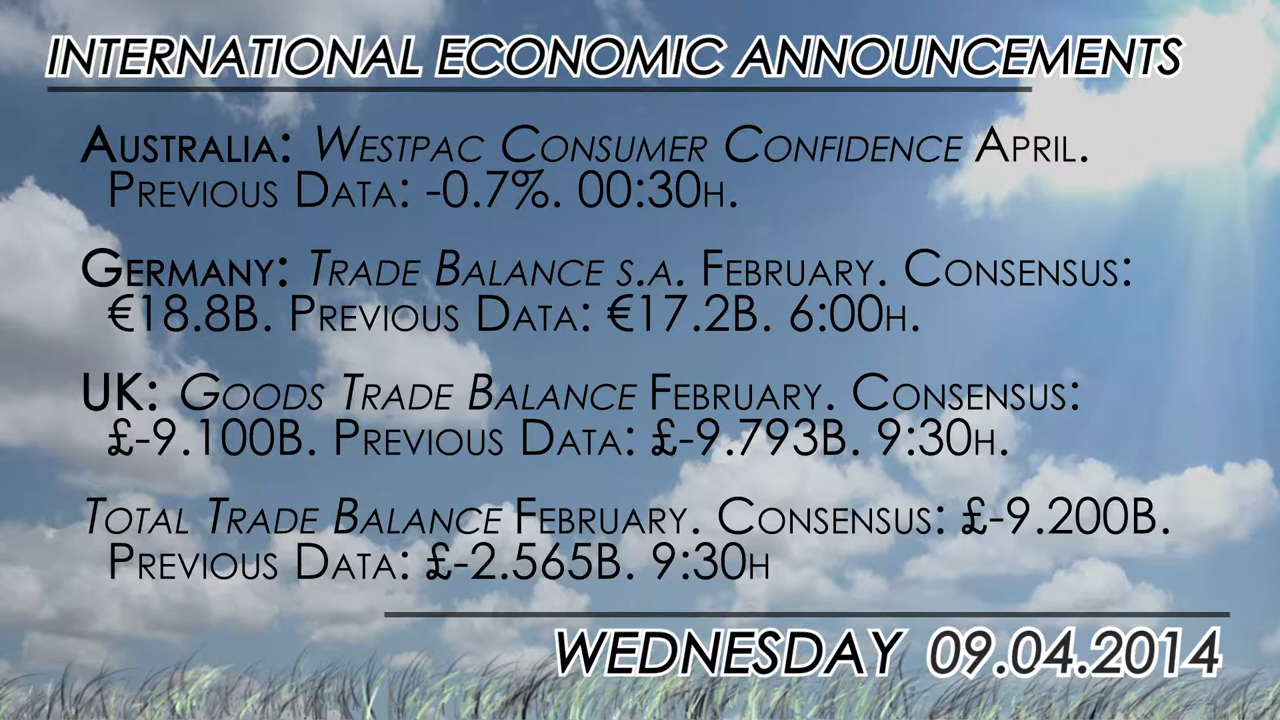 INTERNATIONAL ECONOMIC ANNOUNCEMENTS
AUSTRALIA: WESTPAC CONSUMER CONFIDENCE APRIL.
PREVIOUS DATA: -0.7%. 00:30H.
GERMANY: TRADE BALANCE S.A. FEBRUARY. CONSENSUS:
€18.8B. PREVIOUS DATA: €17.2B. 6:00H.
UK: GOODS TRADE BALANCE FEBRUARY. CONSENSUS:
£-9.100B. PREVIOUS DATA: £-9.793B. 9:30H.
TOTAL TRADE BALANCE FEBRUARY. CONSENSUS: £-9.200B.
PREVIOUS DATA: £-2.565B. 9:30H
WEDNESDAY 09.04.2014